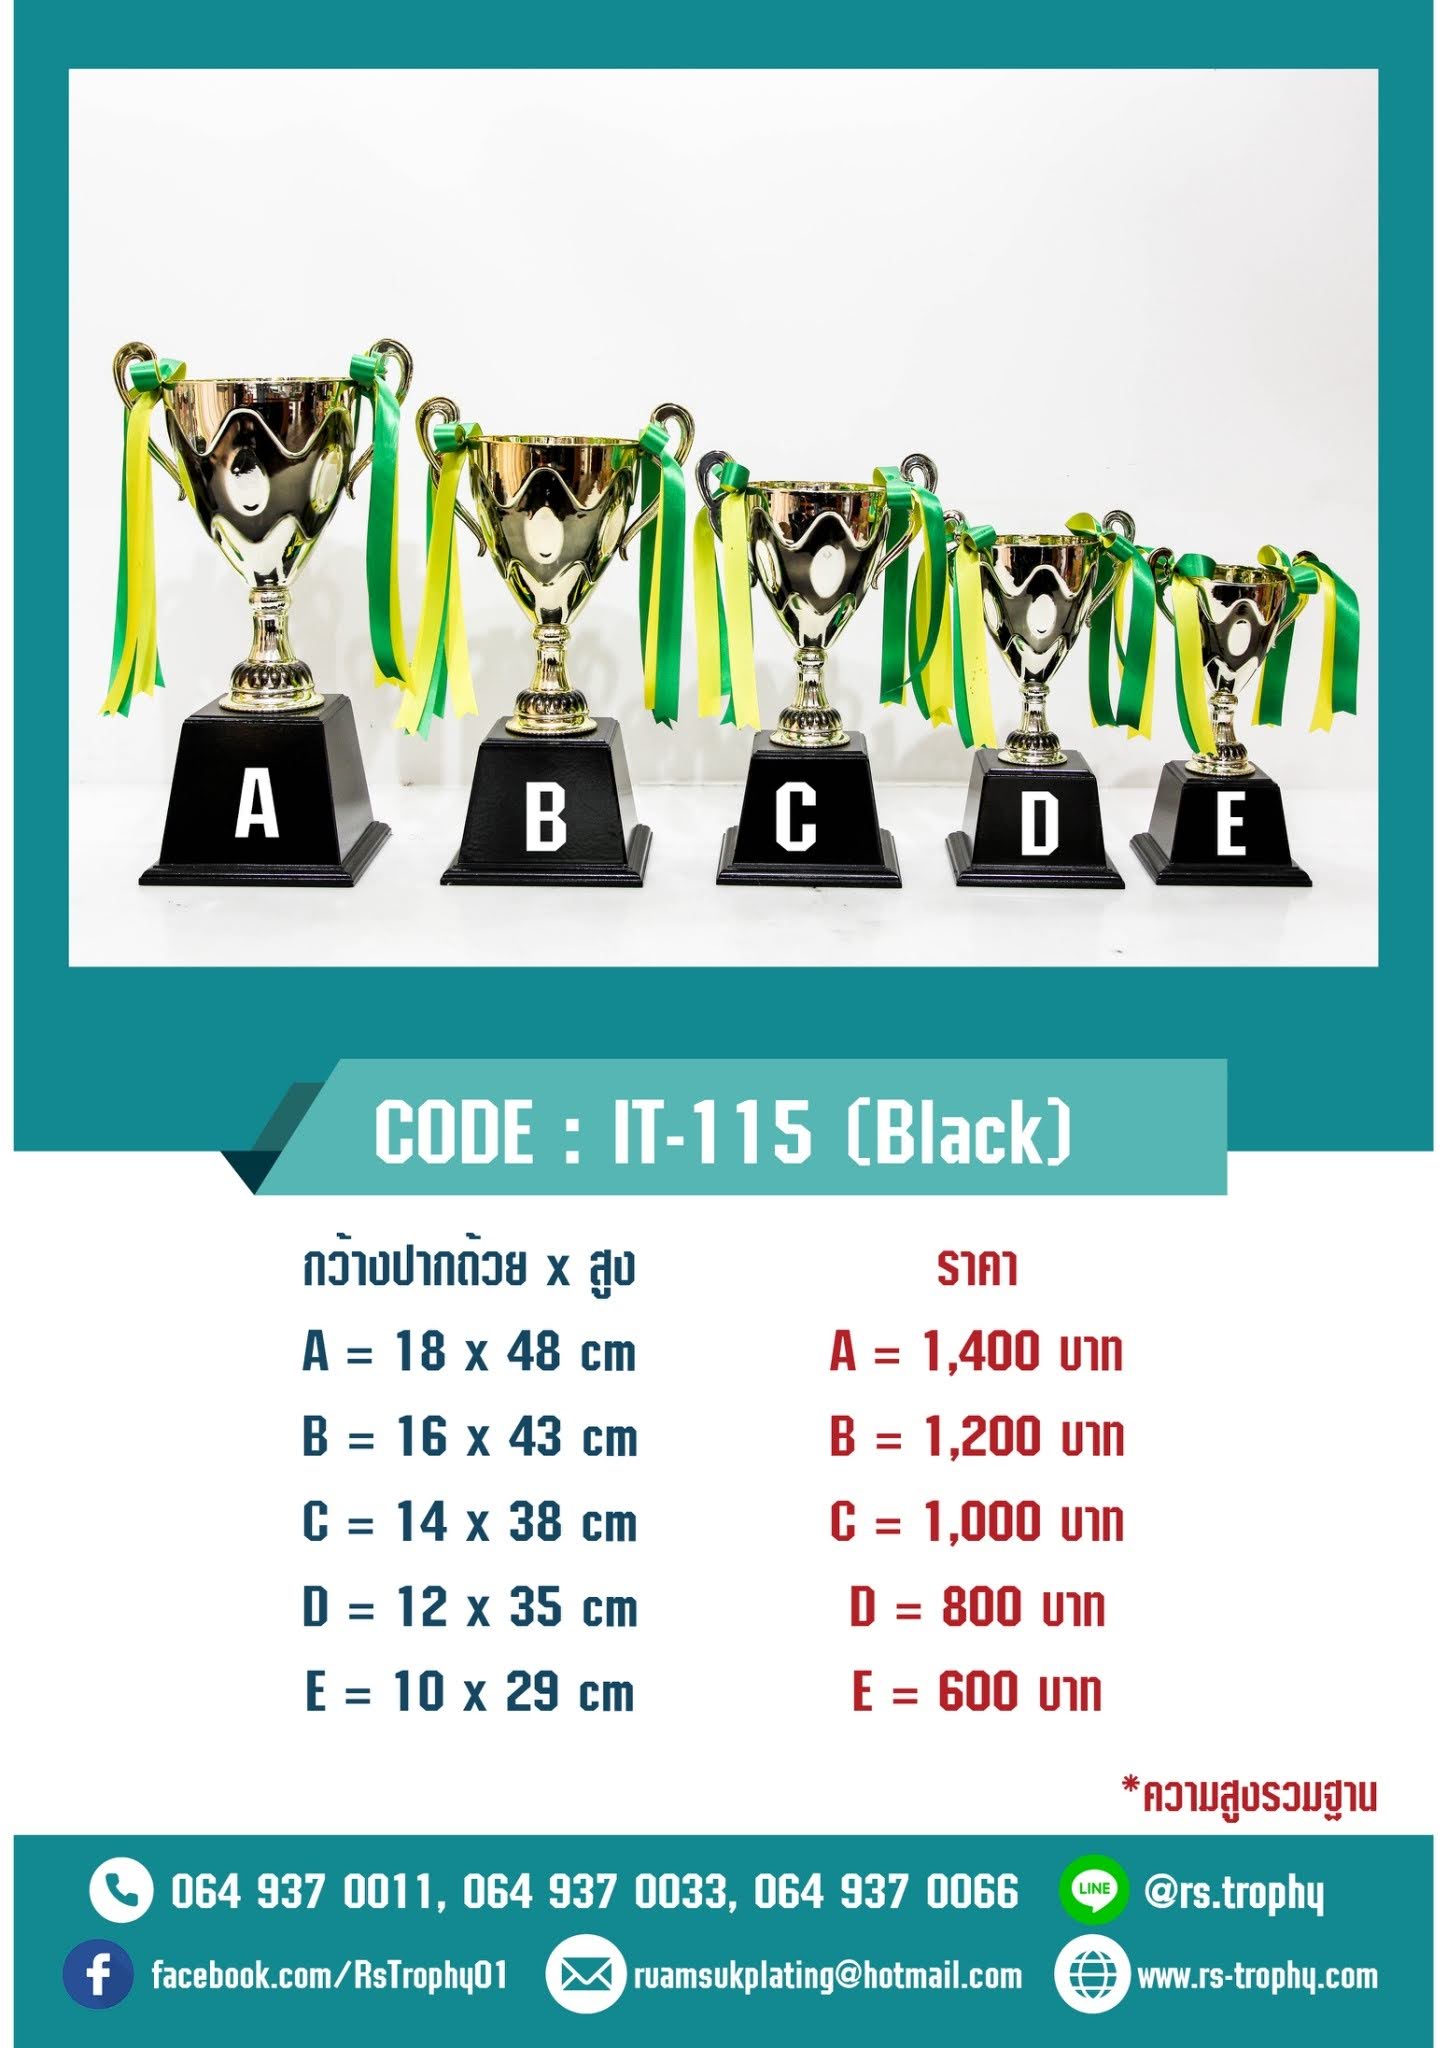 A
B
C
D
E
CODE : IT-115 (Black)
กว้างปากถ้วย x สูง
ราคา
A = 18 x 48 cm
A = 1,400 บาท
B = 16 x 43 cm
B = 1,200 บาท
C = 14 x 38 cm
C = 1,000 บาท
D = 12 x 35 cm
D = 800 บาท
E = 10 x 29 cm
E = 600 บาท
*ความสูงรวมฐาน
064 937 0011, 064 937 0033, 064 937 0066
LINE @rs.trophy
f facebook.com/RsTrophy01
ruamsukplating@hotmail.com
www.rs-trophy.com